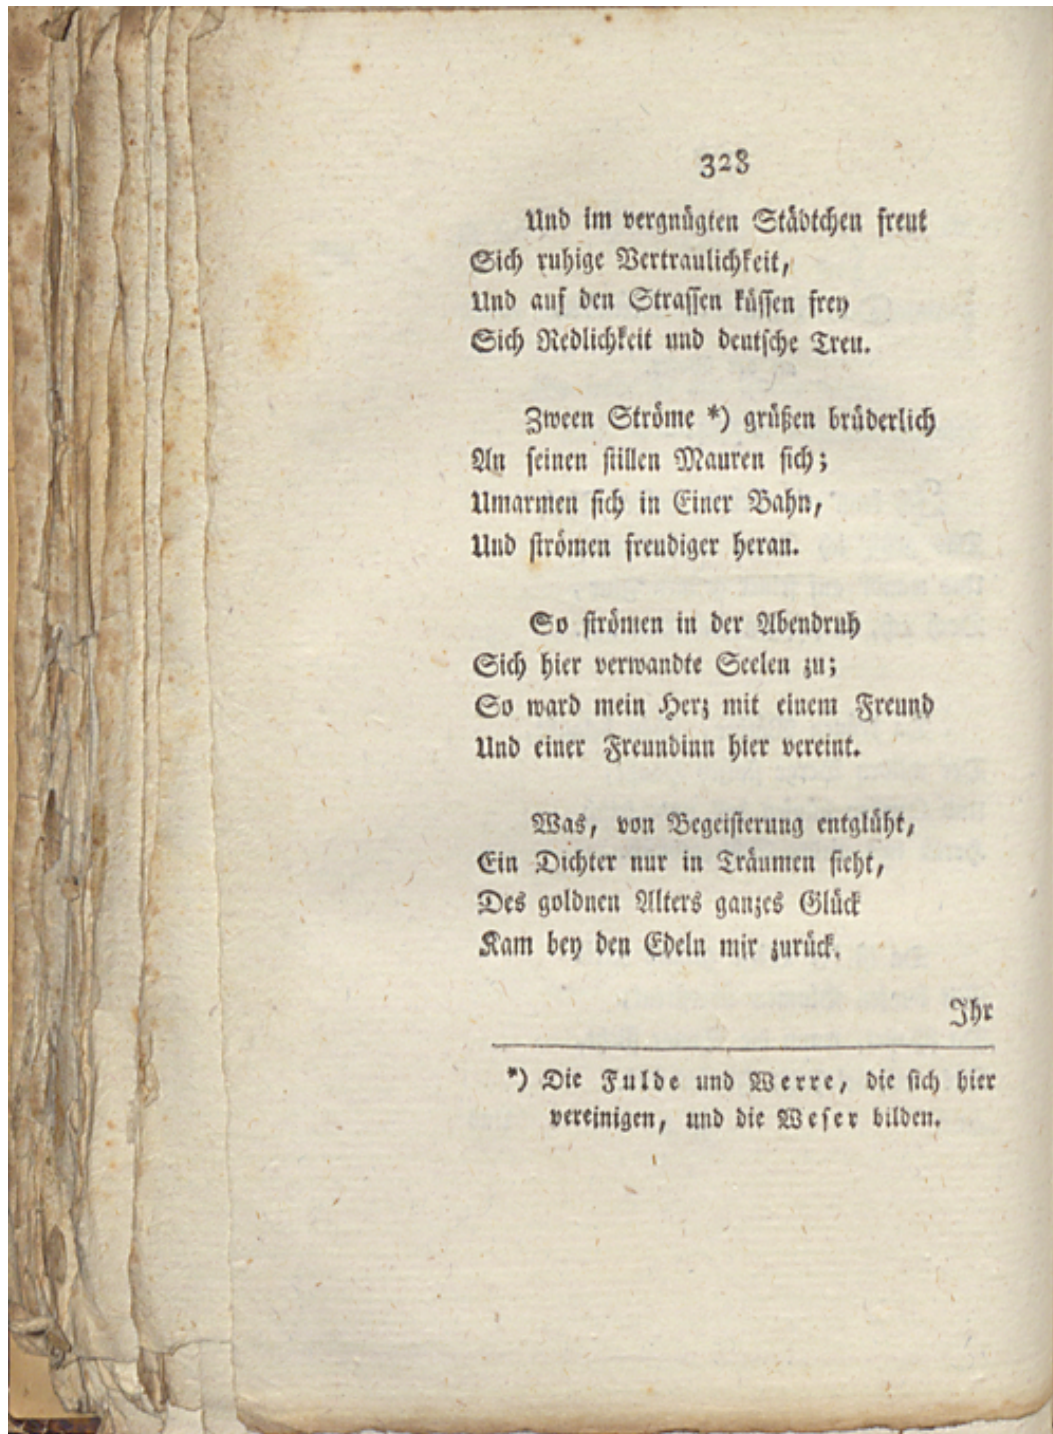 328
Und im vergnügten Städtchen freut
Sich ruhige Vertraulichkeit,
Und auf den Strassen küssen frey
Sich Redlichkeit und deutsche Treu.
Zween Ströme *) grüßen brüderlich
An seinen stillen Mauren sich;
Umarmen sich in Einer Bahn,
Und strömen freudiger heran.
So strömen in der Abendruh
Sich hier verwandte Seelen zu;
So ward mein Herz mit einem Freund
Und einer Freundinn hier vereint.
Was, von Begeisterung entglüht,
Ein Dichter nur in Träumen sieht,
Des goldnen Alters ganzes Glück
Kam bey den Edeln mir zurück.
Ihr
*) Die Fulde und Werre, die sich hier
vereinigen, und die Weser bilden.